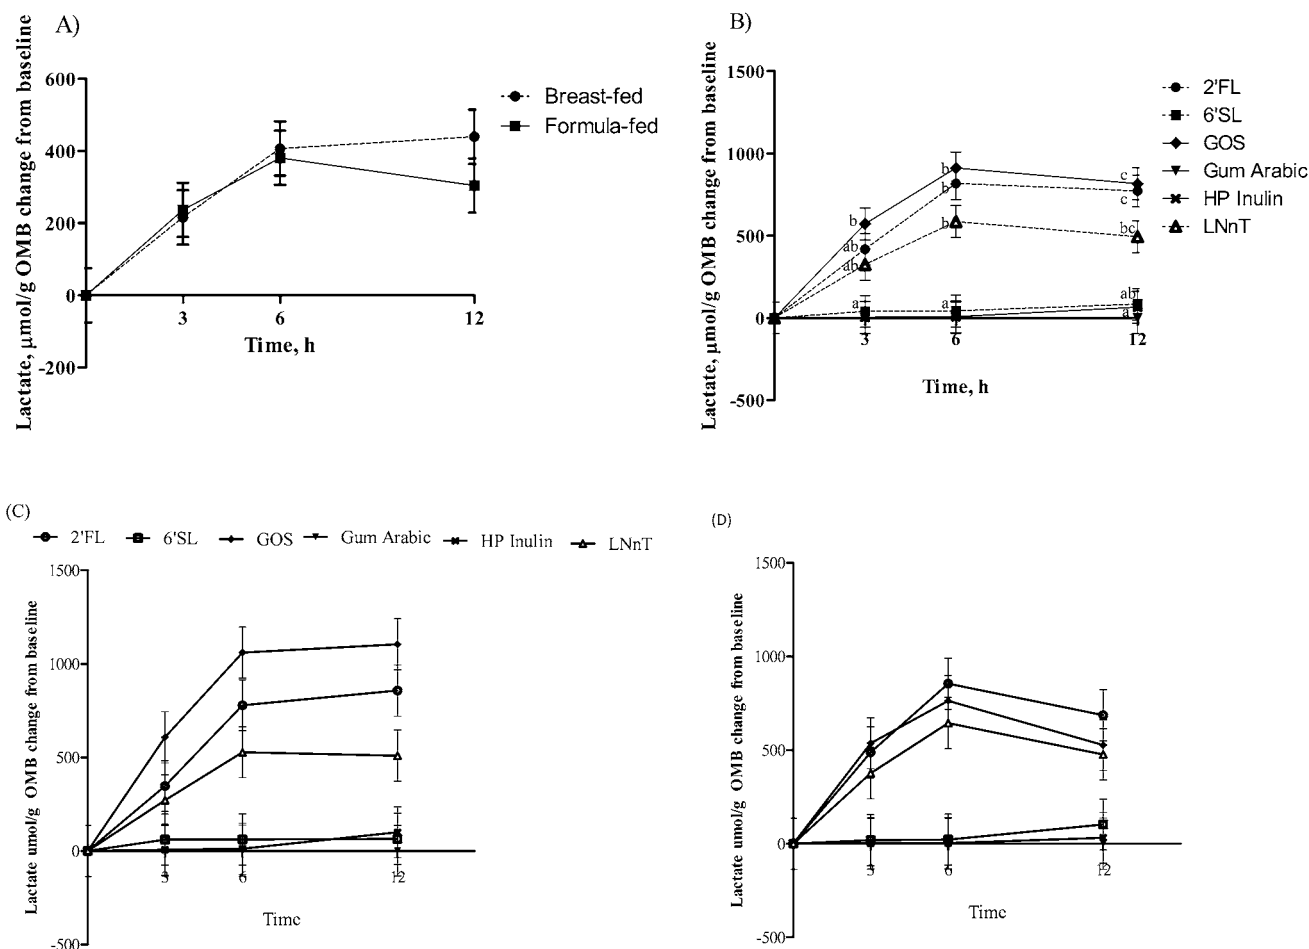 A)
Lactate, μmol/g OMB change from baseline
600
400
200
0
-200
3
6
12
Time, h
Breast-fed
Formula-fed
B)
Lactate, μmol/g OMB change from baseline
1500
1000
500
0
-500
b
ab
ab
a
b
b
b
a
c
c
bc
ab
a
3
6
12
Time, h
2'FL
6'SL
GOS
Gum Arabic
HP Inulin
LNnT
(C)
2'FL 6'SL GOS Gum Arabic HP Inulin LNnT
Lactate umol/g OMB change from baseline
1500
1000
500
0
-500
3
6
12
Time
(D)
Lactate umol/g OMB change from baseline
1500
1000
500
0
-500
3
6
12
Time